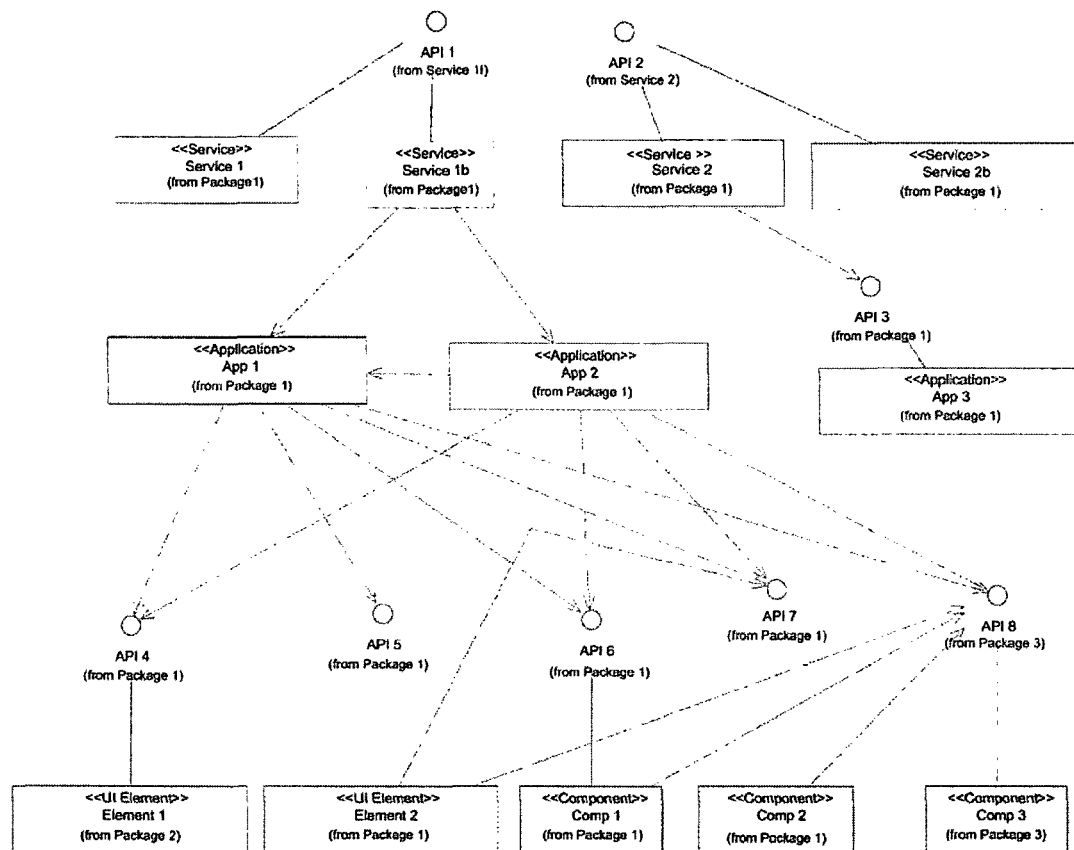 API 1
(from Service 1I)
API 2
(from Service 2)
<<Service>>
Service 1
(from Package1)
<<Service>>
Service 1b
(from Package1)
<<Service >>
Service 2
(from Package 1)
<<Service>>
Service 2b
(from Package 1)
API 3
(from Package 1)
<<Application>>
App 1
(from Package 1)
<<Application>>
App 2
(from Package 1)
<<Application>>
App 3
(from Package 1)
API 4
(from Package 1)
API 5
(from Package 1)
API 6
(from Package 1)
API 7
(from Package 1)
API 8
(from Package 3)
<<UI Element>>
Element 1
(from Package 2)
<<UI Element>>
Element 2
(from Package 1)
<<Component>>
Comp 1
(from Package 1)
<<Component>>
Comp 2
(from Package 1)
<<Component>>
Comp 3
(from Package 3)